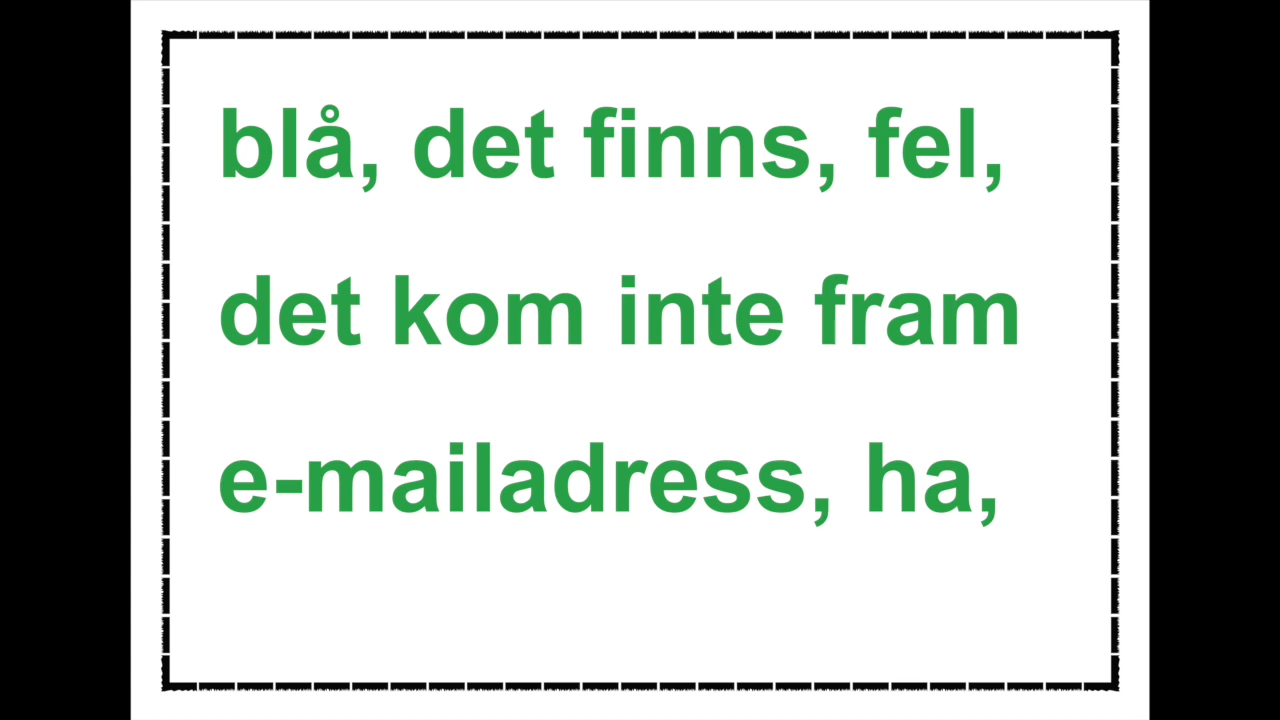 blå, det finns, fel,
det kom inte fram
e-mailadress, ha,